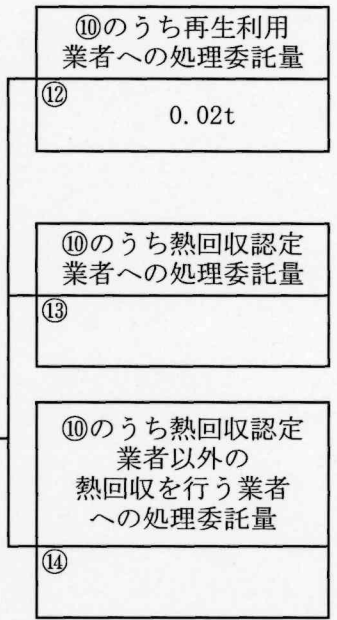 ⑩のうち再生利用
業者への処理委託量
⑫
0.02t
⑩のうち熱回収認定
業者への処理委託量
⑬
⑩のうち熱回収認定
業者以外の
熱回収を行う業者
への処理委託量
⑭